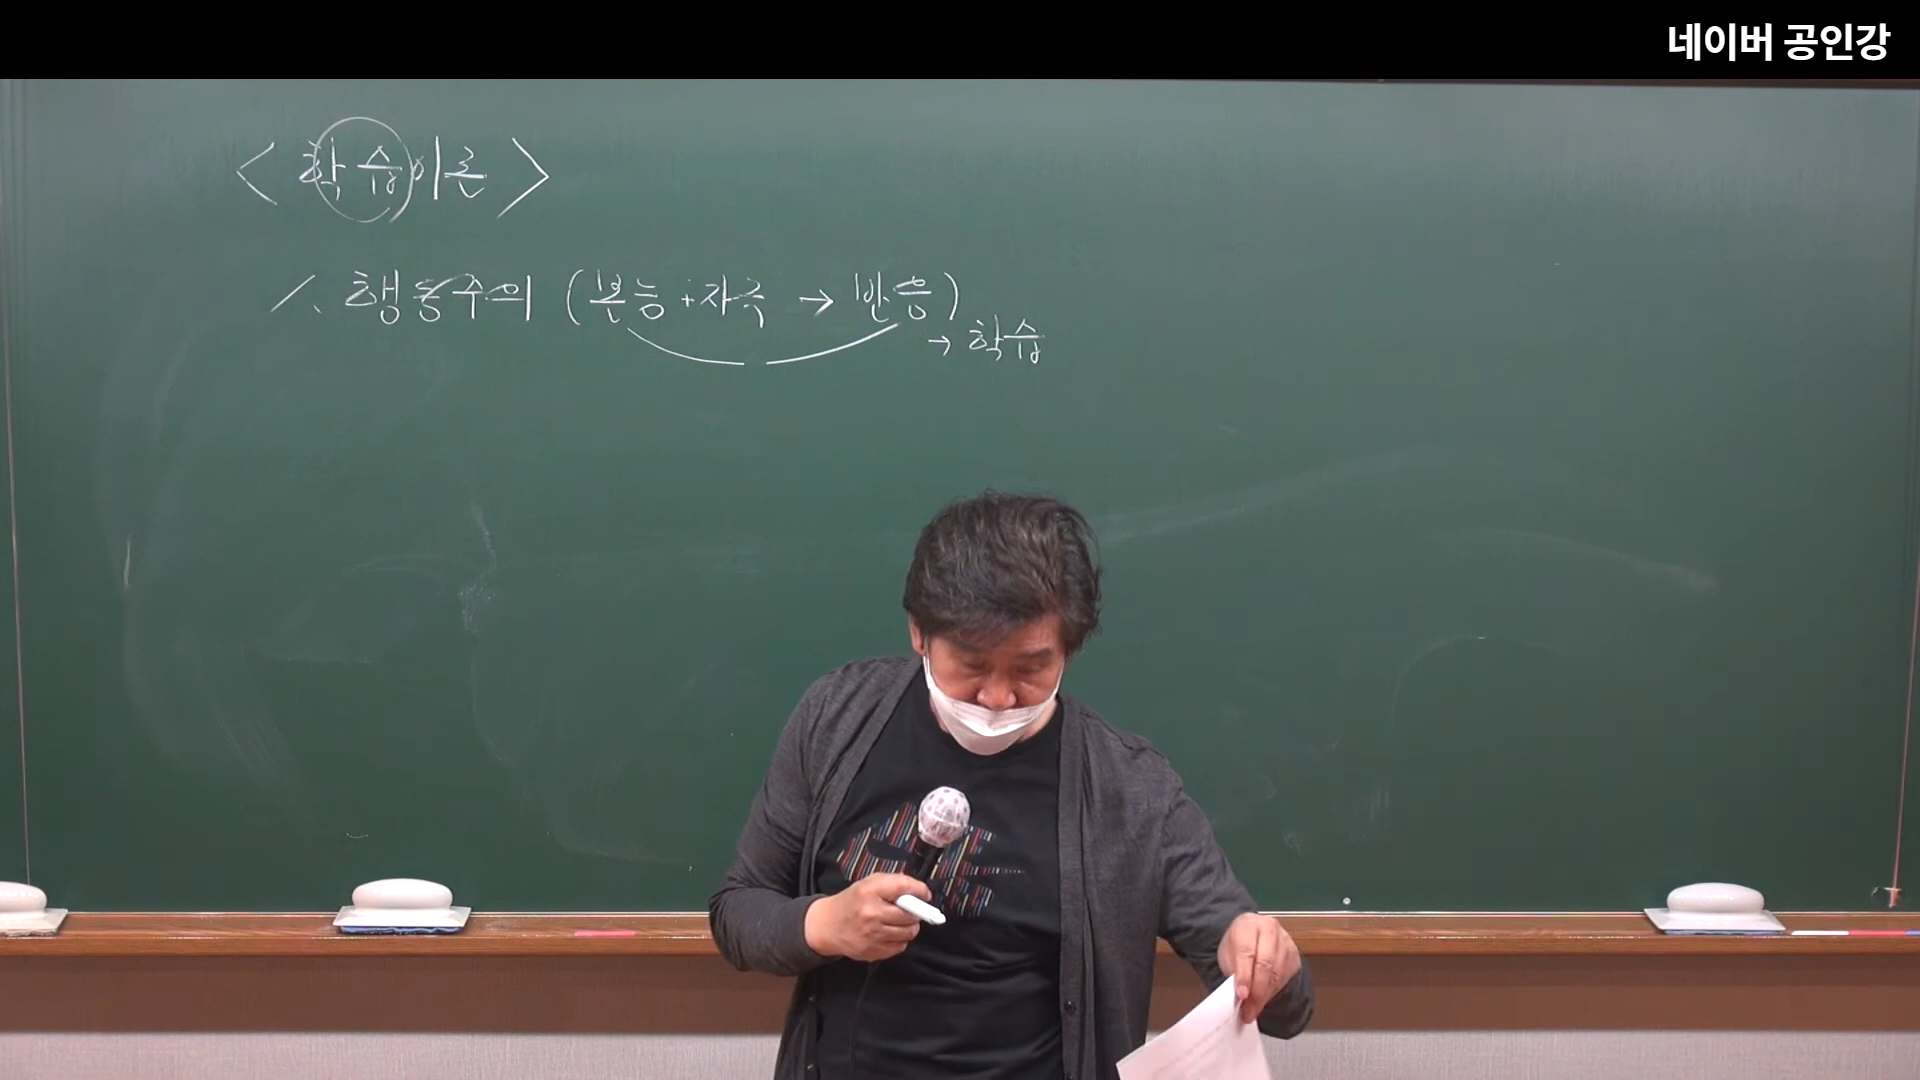 네이버 공인강
< 학습이론 >
1. 행동주의 (본능+자극 → 반응)
→ 학습